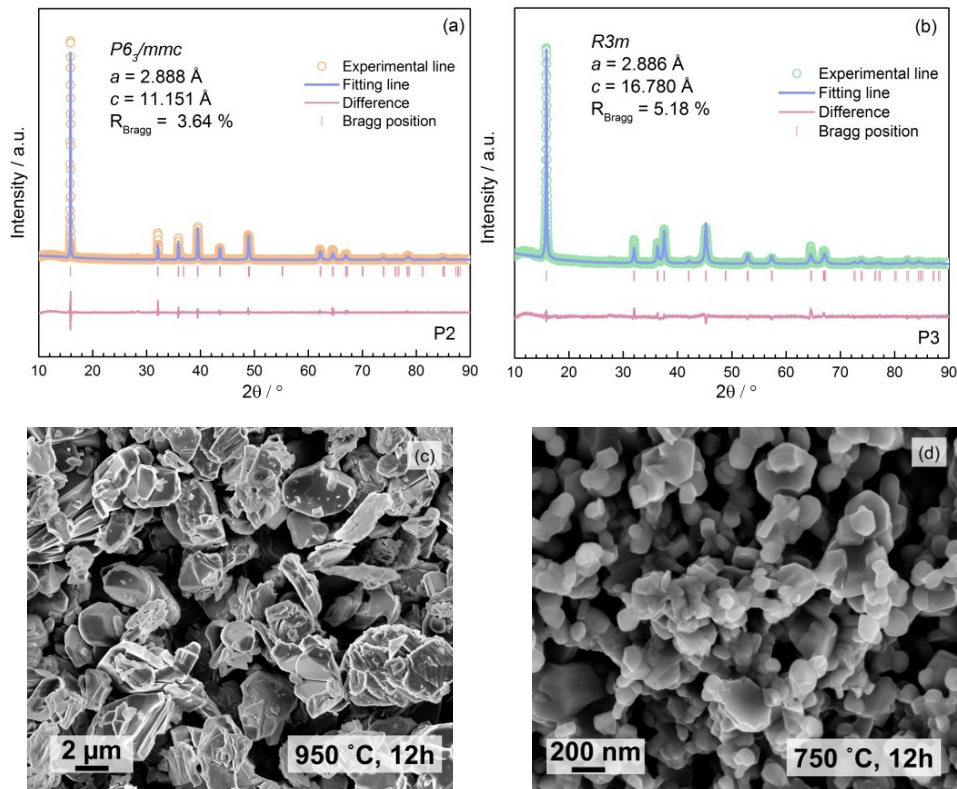 (a)
P6₃/mmc
a = 2.888 Å
c = 11.151 Å
R_Bragg = 3.64 %
Experimental line
Fitting line
Difference
Bragg position
Intensity / a.u.
P2
10 20 30 40 50 60 70 80 90
2θ / °
(b)
R3m
a = 2.886 Å
c = 16.780 Å
R_Bragg = 5.18 %
Experimental line
Fitting line
Difference
Bragg position
Intensity / a.u.
P3
10 20 30 40 50 60 70 80 90
2θ / °
(c)
2 μm
950 °C, 12h
(d)
200 nm
750 °C, 12h